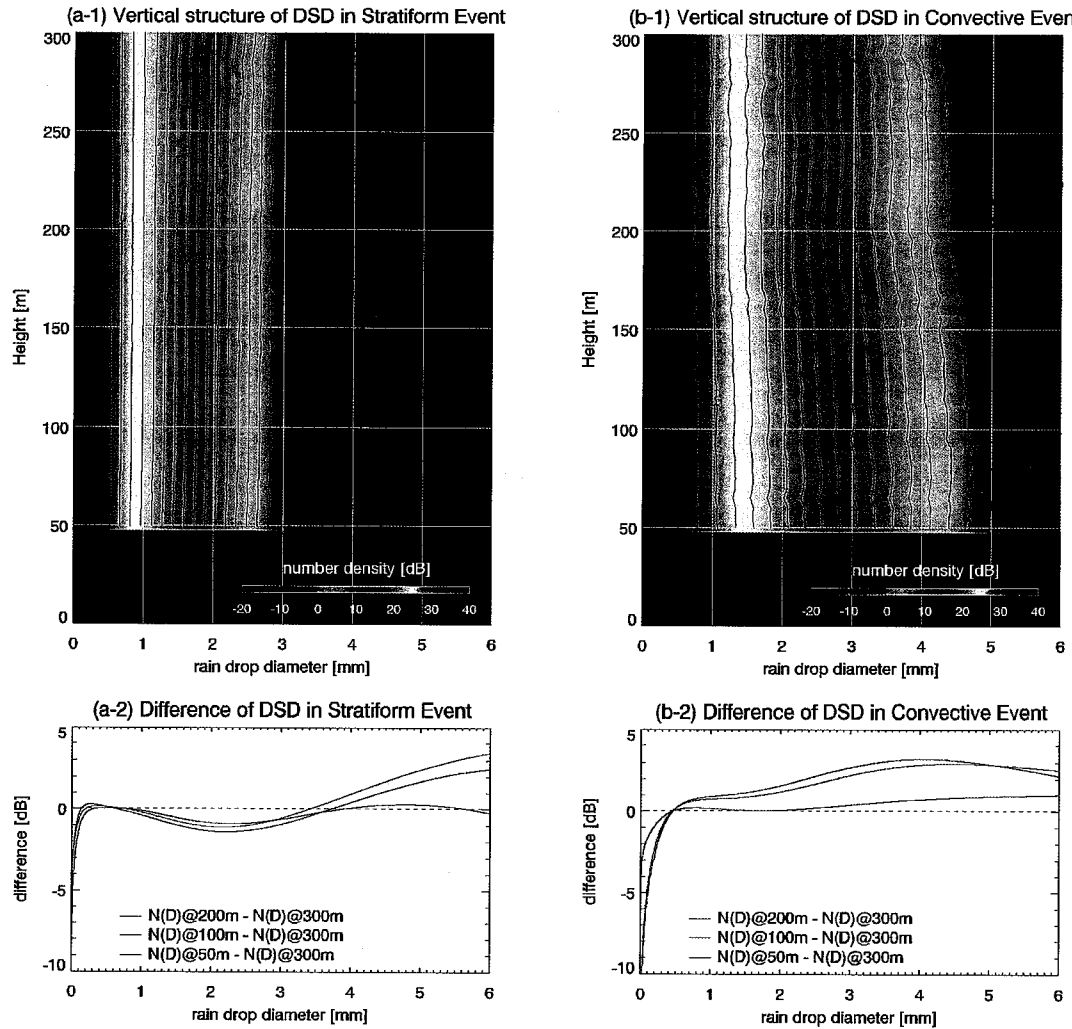 (a-1) Vertical structure of DSD in Stratiform Event
300
250
200
150
100
50
0
Height [m]
number density [dB]
-20 -10 0 10 20 30 40
0 1 2 3 4 5 6
rain drop diameter [mm]
(b-1) Vertical structure of DSD in Convective Even
300
250
200
150
100
50
0
Height [m]
number density [dB]
-20 -10 0 10 20 30 40
0 1 2 3 4 5 6
rain drop diameter [mm]
(a-2) Difference of DSD in Stratiform Event
5
0
-5
-10
difference [dB]
N(D)@200m - N(D)@300m
N(D)@100m - N(D)@300m
N(D)@50m - N(D)@300m
0 1 2 3 4 5 6
rain drop diameter [mm]
(b-2) Difference of DSD in Convective Event
5
0
-5
-10
difference [dB]
N(D)@200m - N(D)@300m
N(D)@100m - N(D)@300m
N(D)@50m - N(D)@300m
0 1 2 3 4 5 6
rain drop diameter [mm]